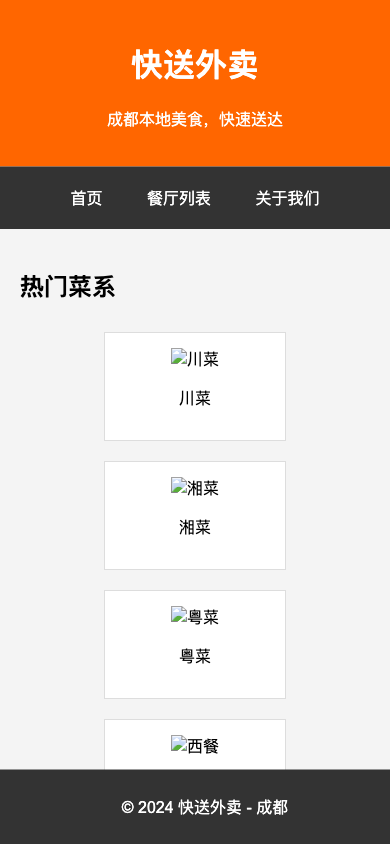 快送外卖
成都本地美食，快速送达
首页 餐厅列表 关于我们
热门菜系
川菜
川菜
湘菜
湘菜
粤菜
粤菜
西餐
© 2024 快送外卖 - 成都